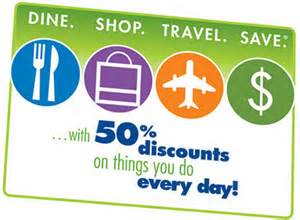 DINE. SHOP. TRAVEL. SAVE.®
$
...with 50% discounts
on things you do
every day!